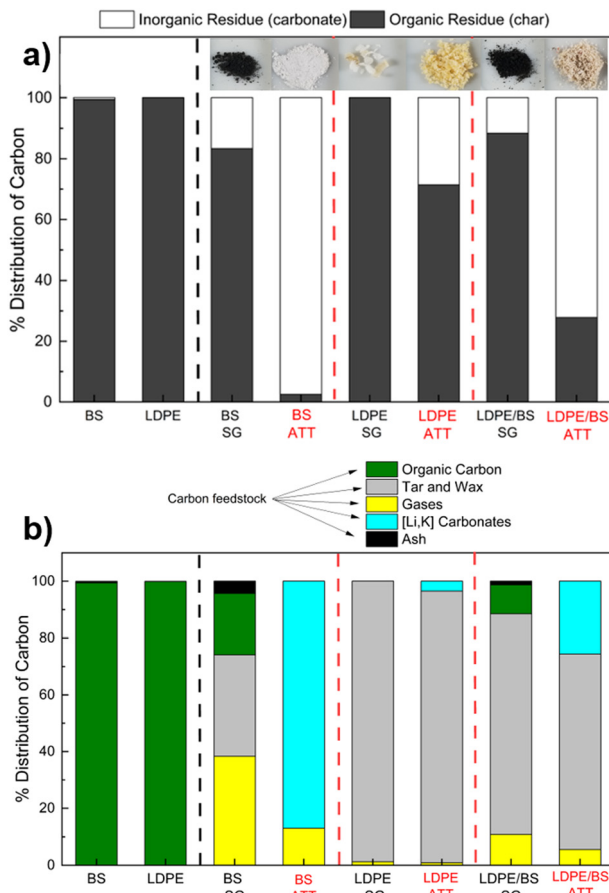 Inorganic Residue (carbonate) Organic Residue (char)
a)
100
80
60
40
20
0
% Distribution of Carbon
BS LDPE BS SG BS ATT LDPE SG LDPE ATT LDPE/BS SG LDPE/BS ATT
Carbon feedstock
Organic Carbon
Tar and Wax
Gases
[Li,K] Carbonates
Ash
b)
100
80
60
40
20
0
% Distribution of Carbon
BS LDPE BS BS LDPE LDPE LDPE/BS LDPE/BS